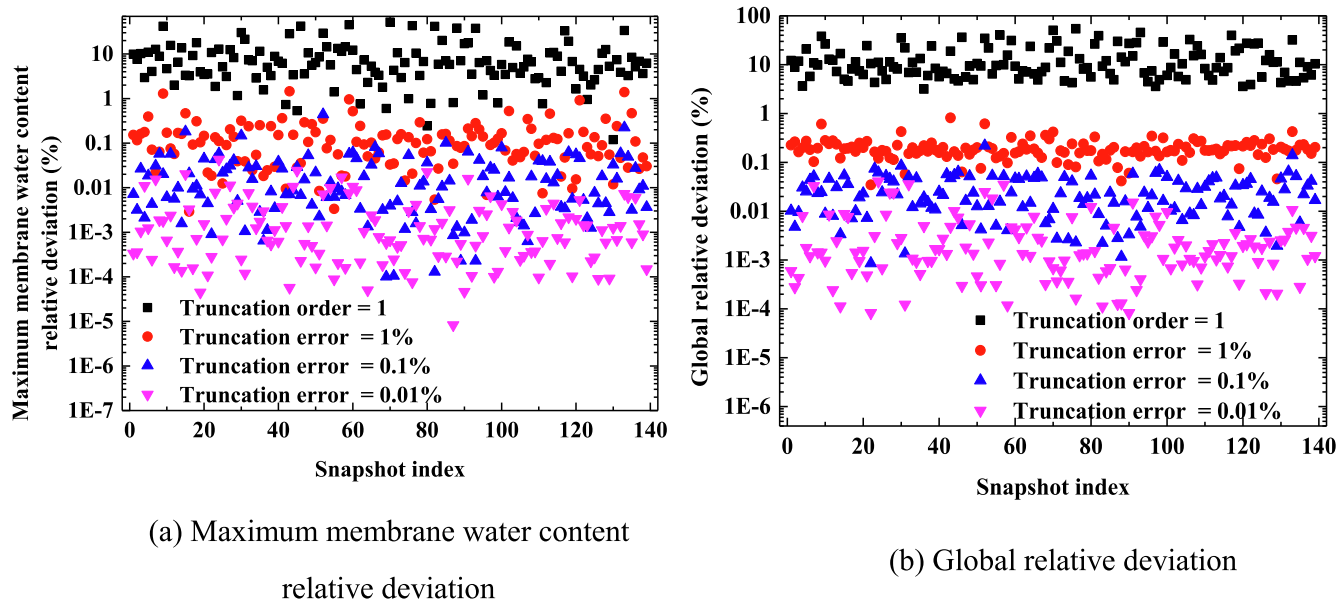 Maximum membrane water content
relative deviation (%)
10
1
0.1
0.01
1E-3
1E-4
1E-5
1E-6
1E-7
Truncation order = 1
Truncation error = 1%
Truncation error = 0.1%
Truncation error = 0.01%
0 20 40 60 80 100 120 140
Snapshot index
(a) Maximum membrane water content
relative deviation
Global relative deviation (%)
100
10
1
0.1
0.01
1E-3
1E-4
1E-5
1E-6
Truncation order = 1
Truncation error = 1%
Truncation error = 0.1%
Truncation error = 0.01%
0 20 40 60 80 100 120 140
Snapshot index
(b) Global relative deviation